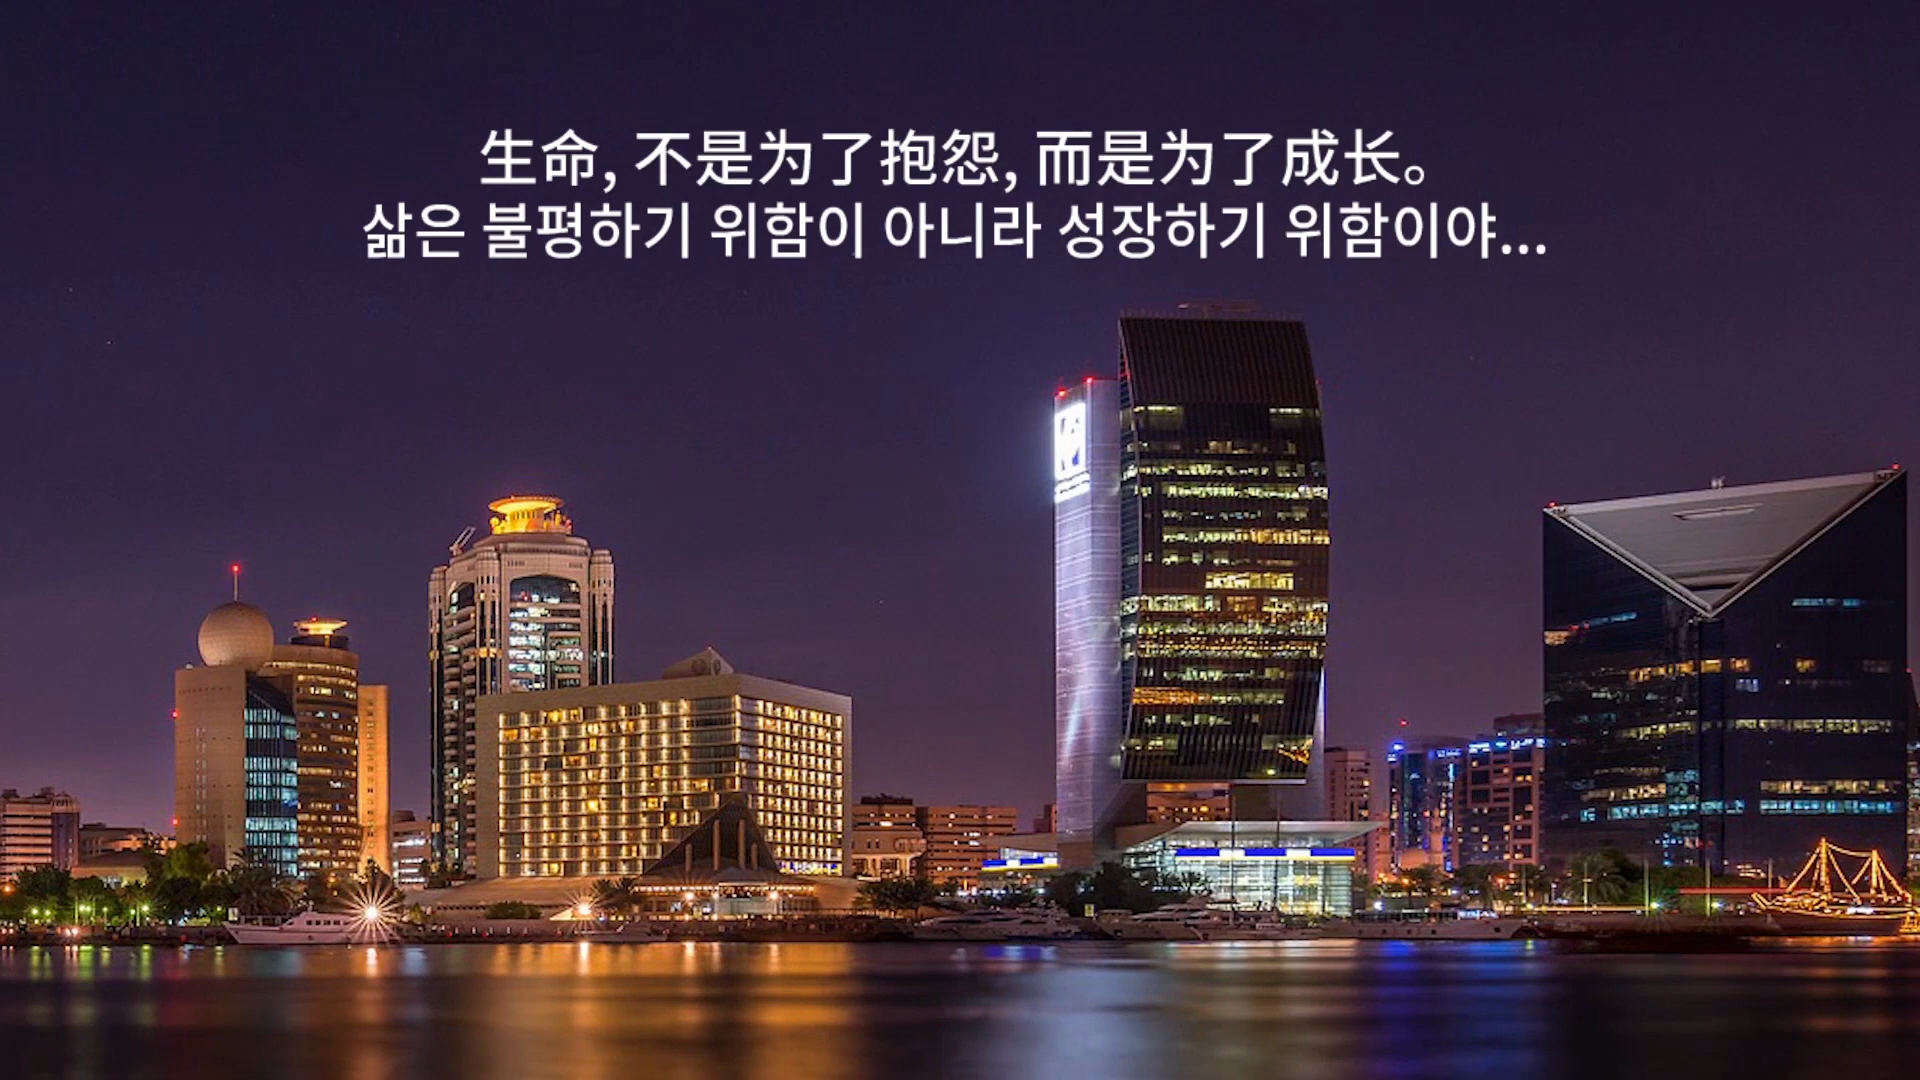 生命, 不是为了抱怨, 而是为了成长。
삶은 불평하기 위함이 아니라 성장하기 위함이야...